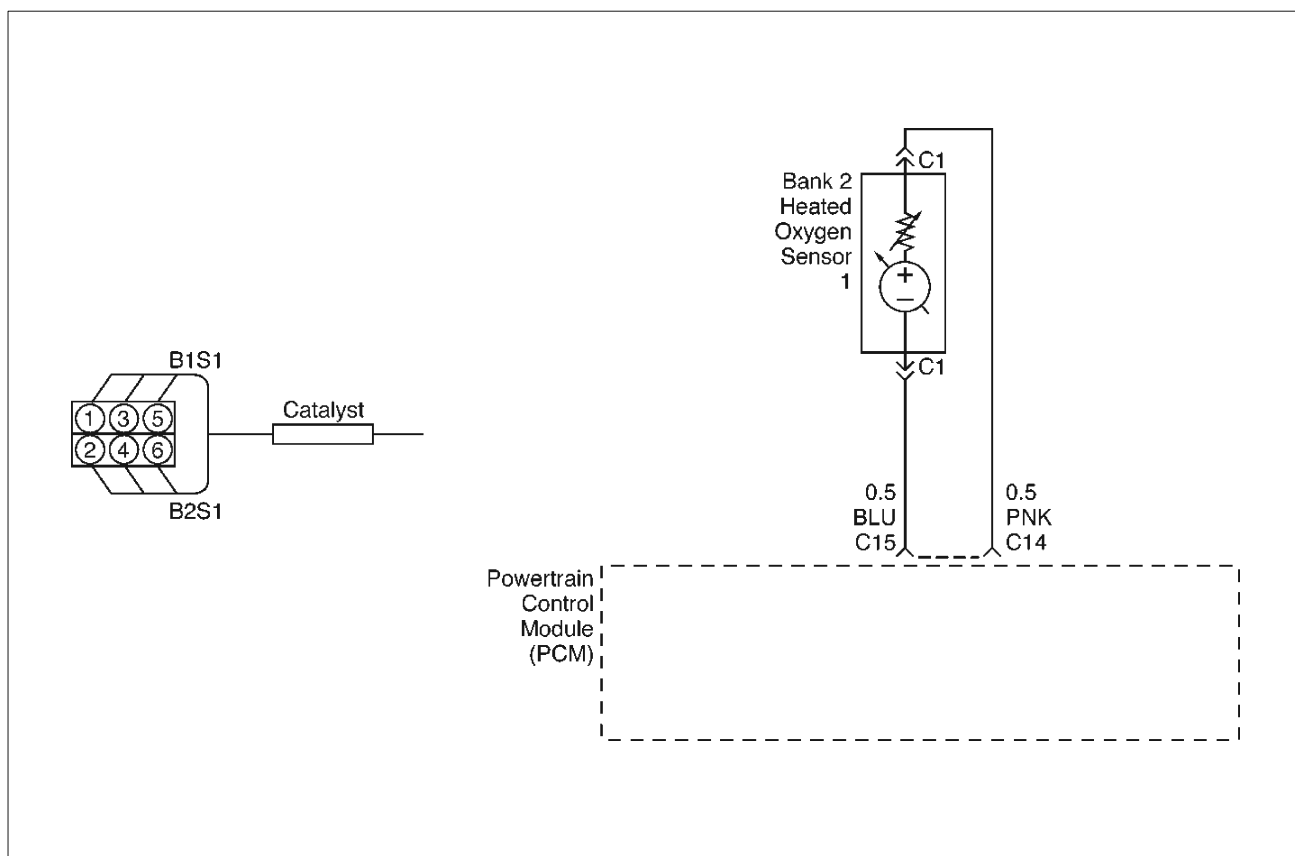 B1S1
1 3 5
2 4 6
B2S1
Catalyst
C1
Bank 2
Heated
Oxygen
Sensor
1
+
−
C1
0.5
BLU
C15
0.5
PNK
C14
Powertrain
Control
Module
(PCM)